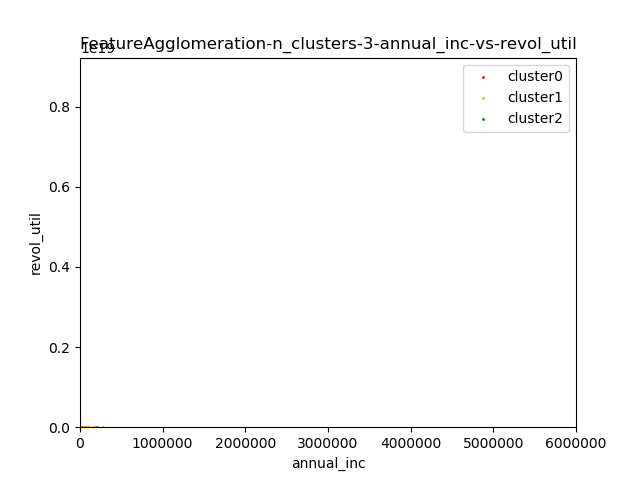 FeatureAgglomeration-n_clusters-3-annual_inc-vs-revol_util
1e19
cluster0
cluster1
cluster2
0.8
0.6
0.4
0.2
0.0
revol_util
0 1000000 2000000 3000000 4000000 5000000 6000000
annual_inc